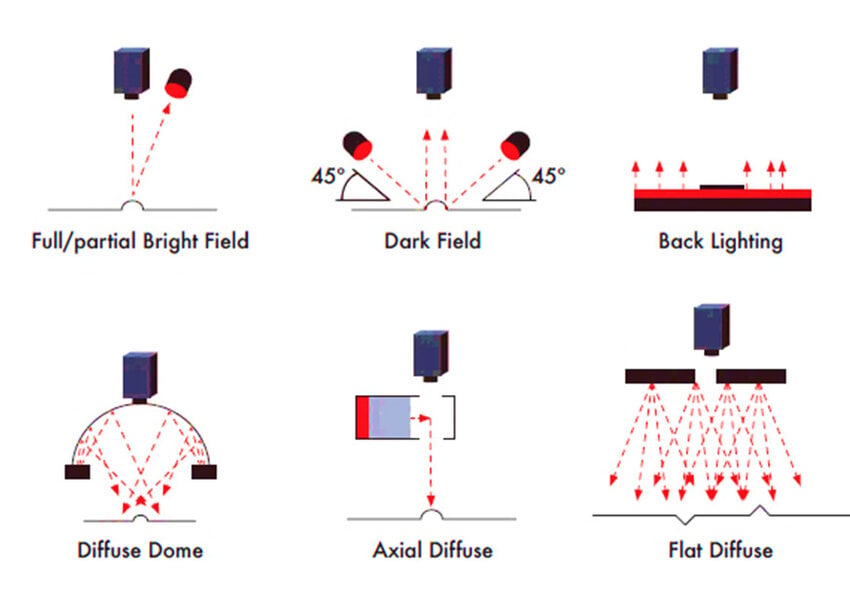 45°
45°
Full/partial Bright Field
Dark Field
Back Lighting
Diffuse Dome
Axial Diffuse
Flat Diffuse